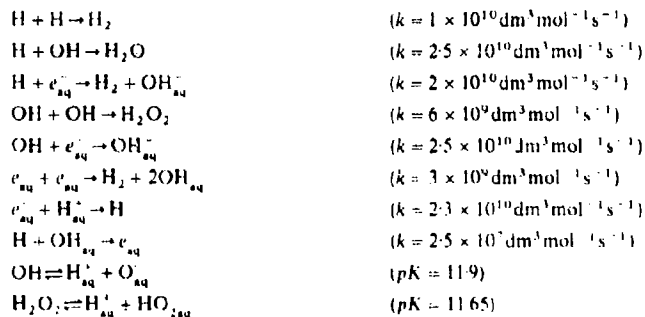 H + H → H₂ (k = 1 × 10¹⁰ dm³ mol⁻¹ s⁻¹)
H + OH → H₂O (k = 2·5 × 10¹⁰ dm³ mol⁻¹ s⁻¹)
H + e⁻aq → H₂ + OH⁻aq (k = 2 × 10¹⁰ dm³ mol⁻¹ s⁻¹)
OH + OH → H₂O₂ (k = 6 × 10⁹ dm³ mol⁻¹ s⁻¹)
OH + e⁻aq → OH⁻aq (k = 2·5 × 10¹⁰ dm³ mol⁻¹ s⁻¹)
e⁻aq + e⁻aq → H₂ + 2OH⁻aq (k = 3 × 10⁹ dm³ mol⁻¹ s⁻¹)
e⁻aq + H⁺aq → H (k = 2·3 × 10¹⁰ dm³ mol⁻¹ s⁻¹)
H + OH⁻aq → e⁻aq (k = 2·5 × 10⁷ dm³ mol⁻¹ s⁻¹)
OH ⇌ H⁺aq + O⁻aq (pK = 11·9)
H₂O₂ ⇌ H⁺aq + HO₂⁻aq (pK = 11·65)